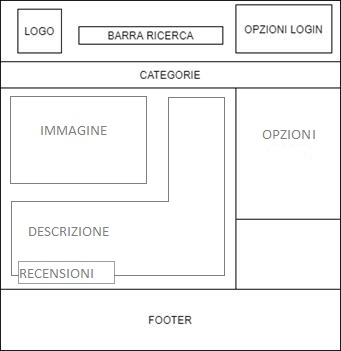 LOGO
BARRA RICERCA
OPZIONI LOGIN
CATEGORIE
IMMAGINE
OPZIONI
DESCRIZIONE
RECENSIONI
FOOTER